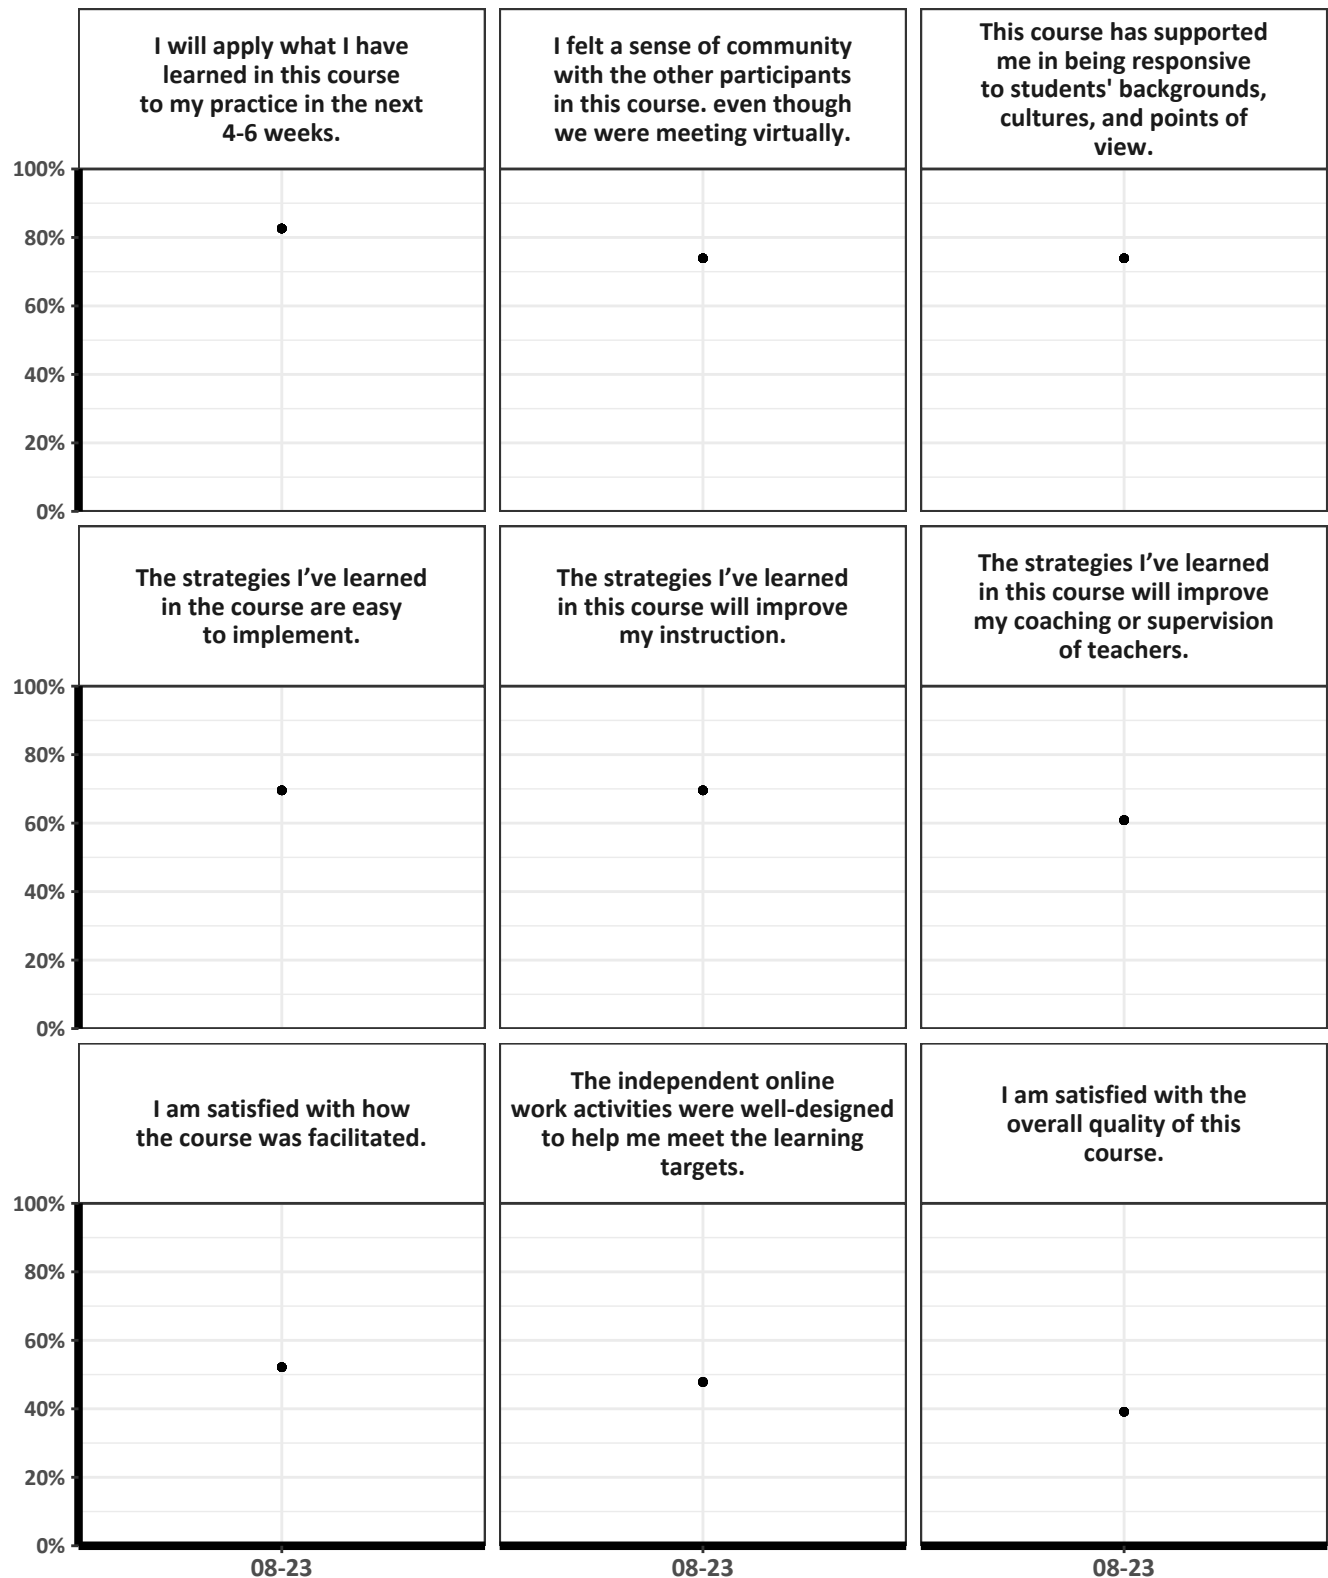 I will apply what I have
learned in this course
to my practice in the next
4-6 weeks.
I felt a sense of community
with the other participants
in this course. even though
we were meeting virtually.
This course has supported
me in being responsive
to students' backgrounds,
cultures, and points of
view.
100%
80%
60%
40%
20%
0%
The strategies I’ve learned
in the course are easy
to implement.
The strategies I’ve learned
in this course will improve
my instruction.
The strategies I’ve learned
in this course will improve
my coaching or supervision
of teachers.
100%
80%
60%
40%
20%
0%
I am satisfied with how
the course was facilitated.
The independent online
work activities were well-designed
to help me meet the learning
targets.
I am satisfied with the
overall quality of this
course.
100%
80%
60%
40%
20%
0%
08-23
08-23
08-23